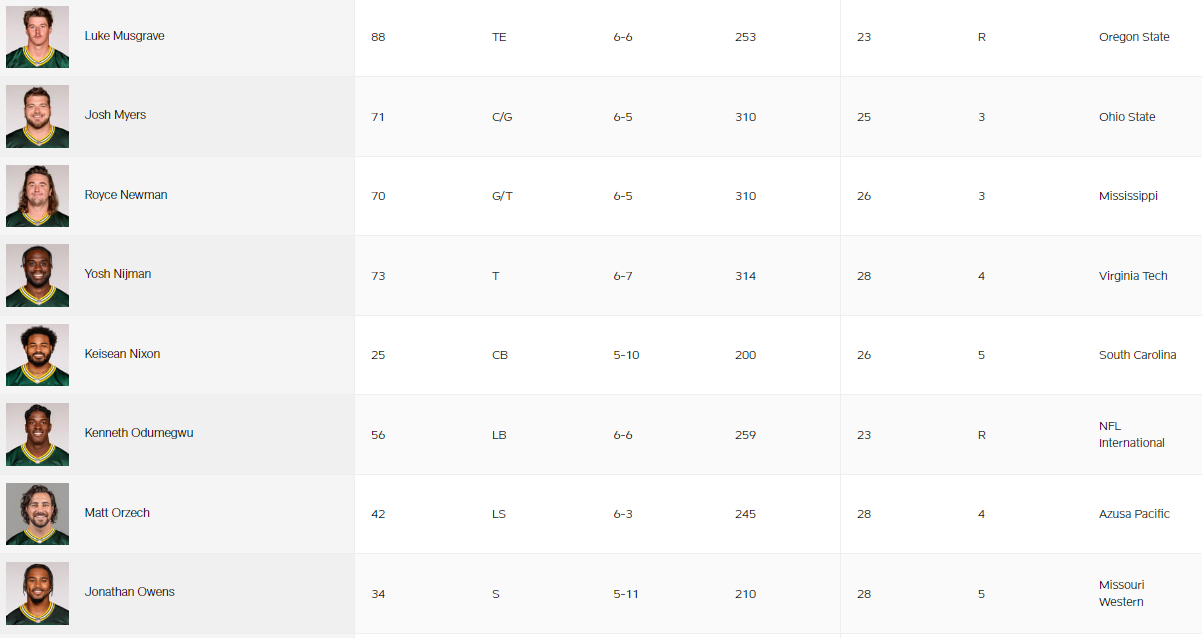 Luke Musgrave 88 TE 6-6 253 23 R Oregon State
Josh Myers 71 C/G 6-5 310 25 3 Ohio State
Royce Newman 70 G/T 6-5 310 26 3 Mississippi
Yosh Nijman 73 T 6-7 314 28 4 Virginia Tech
Keisean Nixon 25 CB 5-10 200 26 5 South Carolina
Kenneth Odumegwu 56 LB 6-6 259 23 R NFL
International
Matt Orzech 42 LS 6-3 245 28 4 Azusa Pacific
Jonathan Owens 34 S 5-11 210 28 5 Missouri
Western